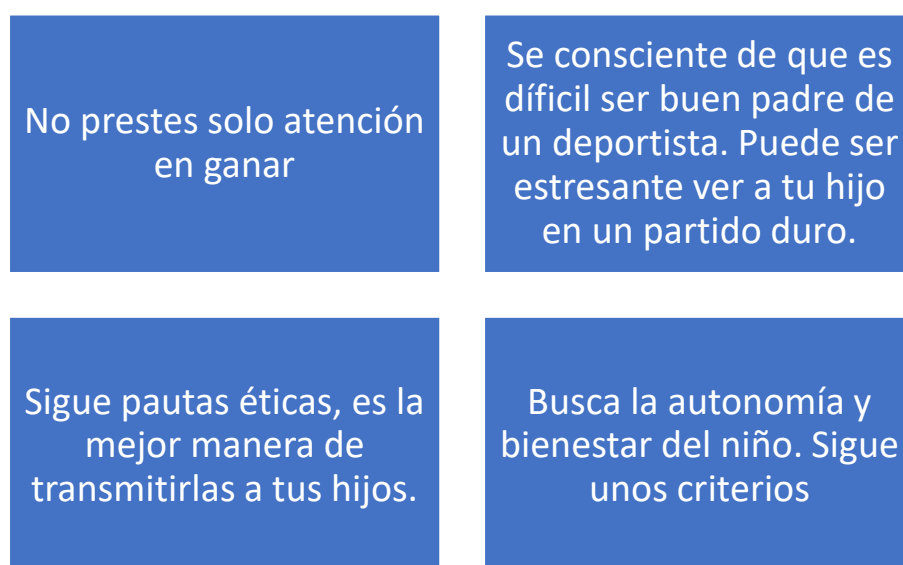 No prestes solo atención
en ganar
Se consciente de que es
díficil ser buen padre de
un deportista. Puede ser
estresante ver a tu hijo
en un partido duro.
Sigue pautas éticas, es la
mejor manera de
transmitirlas a tus hijos.
Busca la autonomía y
bienestar del niño. Sigue
unos criterios